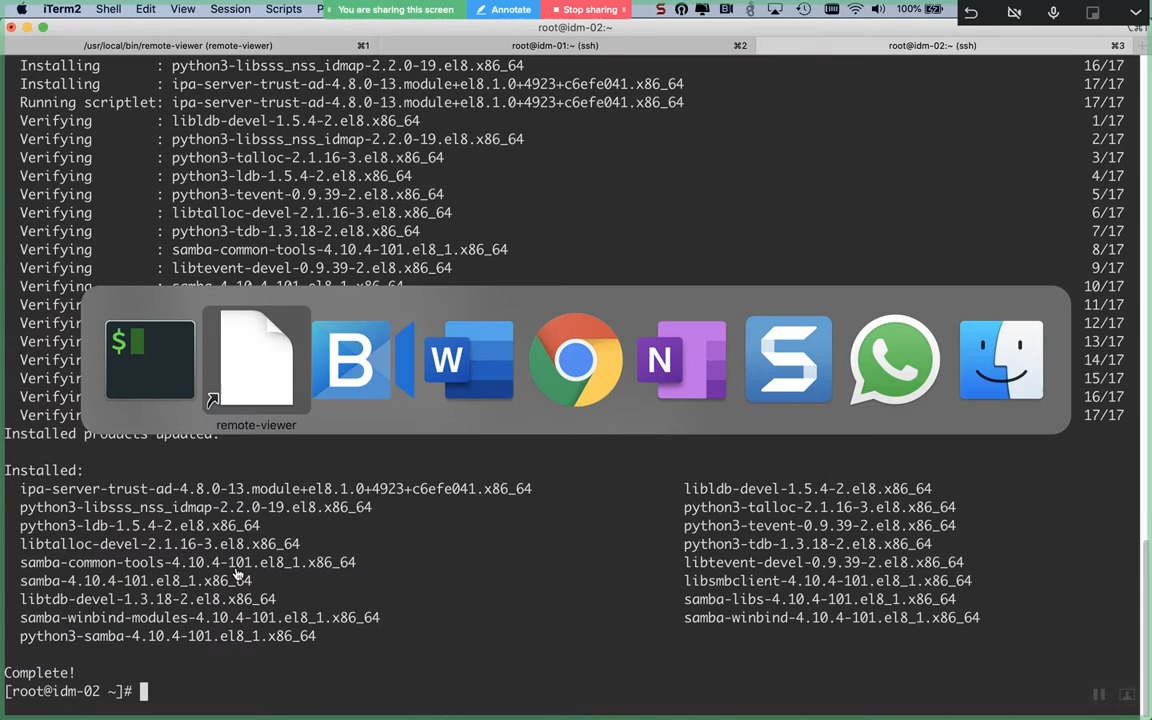 iTerm2 Shell Edit View Session Scripts You are sharing this screen Annotate Stop sharing 100%
root@idm-02:~
/usr/local/bin/remote-viewer (remote-viewer) ⌘1 root@idm-01:~ (ssh) ⌘2 root@idm-02:~ (ssh) ⌘3
Installing : python3-libsss_nss_idmap-2.2.0-19.el8.x86_64 16/17
Installing : ipa-server-trust-ad-4.8.0-13.module+el8.1.0+4923+c6efe041.x86_64 17/17
Running scriptlet: ipa-server-trust-ad-4.8.0-13.module+el8.1.0+4923+c6efe041.x86_64 17/17
Verifying : libldb-devel-1.5.4-2.el8.x86_64 1/17
Verifying : python3-libsss_nss_idmap-2.2.0-19.el8.x86_64 2/17
Verifying : python3-talloc-2.1.16-3.el8.x86_64 3/17
Verifying : python3-ldb-1.5.4-2.el8.x86_64 4/17
Verifying : python3-tevent-0.9.39-2.el8.x86_64 5/17
Verifying : libtalloc-devel-2.1.16-3.el8.x86_64 6/17
Verifying : python3-tdb-1.3.18-2.el8.x86_64 7/17
Verifying : samba-common-tools-4.10.4-101.el8_1.x86_64 8/17
Verifying : libtevent-devel-0.9.39-2.el8.x86_64 9/17
Verifying : samba-4.10.4-101.el8_1.x86_64 10/17
11/17
12/17
13/17
14/17
15/17
16/17
17/17
$ B W N S
remote-viewer
Installed products updated.
Installed:
ipa-server-trust-ad-4.8.0-13.module+el8.1.0+4923+c6efe041.x86_64 libldb-devel-1.5.4-2.el8.x86_64
python3-libsss_nss_idmap-2.2.0-19.el8.x86_64 python3-talloc-2.1.16-3.el8.x86_64
python3-ldb-1.5.4-2.el8.x86_64 python3-tevent-0.9.39-2.el8.x86_64
libtalloc-devel-2.1.16-3.el8.x86_64 python3-tdb-1.3.18-2.el8.x86_64
samba-common-tools-4.10.4-101.el8_1.x86_64 libtevent-devel-0.9.39-2.el8.x86_64
samba-4.10.4-101.el8_1.x86_64 libsmbclient-4.10.4-101.el8_1.x86_64
libtdb-devel-1.3.18-2.el8.x86_64 samba-libs-4.10.4-101.el8_1.x86_64
samba-winbind-modules-4.10.4-101.el8_1.x86_64 samba-winbind-4.10.4-101.el8_1.x86_64
python3-samba-4.10.4-101.el8_1.x86_64
Complete!
[root@idm-02 ~]#